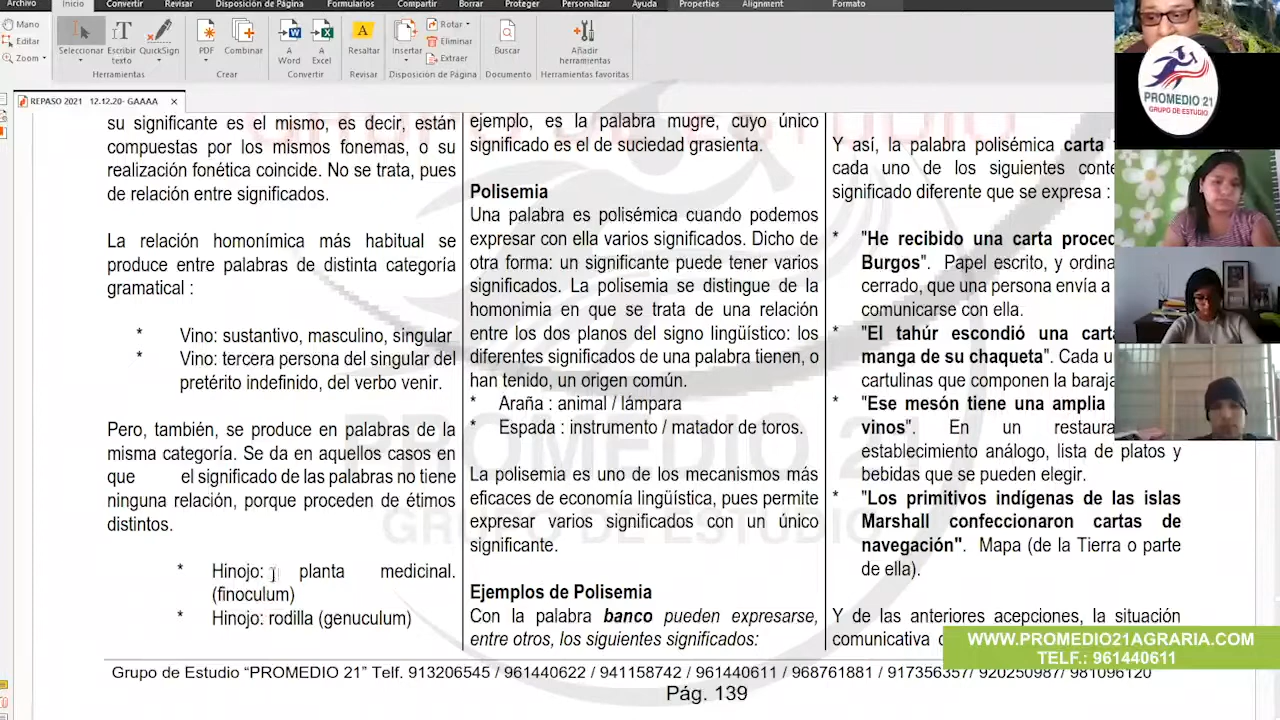 Archivo Inicio Convertir Revisar Disposición de Página Formularios Compartir Borrar Proteger Personalizar Ayuda Properties Alignment Formato
Mano
Editar
Zoom
Seleccionar
Escribir texto
QuickSign
Herramientas
PDF
Combinar
Crear
A Word
A Excel
Convertir
Resaltar
Revisar
Insertar
Rotar
Eliminar
Extraer
Disposición de Página
Buscar
Documento
Añadir herramientas
Herramientas favoritas
REPASO 2021 12.12.20- GAAAA
su significante es el mismo, es decir, están
compuestas por los mismos fonemas, o su
realización fonética coincide. No se trata, pues
de relación entre significados.
La relación homonímica más habitual se
produce entre palabras de distinta categoría
gramatical :
* Vino: sustantivo, masculino, singular
* Vino: tercera persona del singular del
pretérito indefinido, del verbo venir.
Pero, también, se produce en palabras de la
misma categoría. Se da en aquellos casos en
que el significado de las palabras no tiene
ninguna relación, porque proceden de étimos
distintos.
* Hinojo: planta medicinal.
(finoculum)
* Hinojo: rodilla (genuculum)
ejemplo, es la palabra mugre, cuyo único
significado es el de suciedad grasienta.
Polisemia
Una palabra es polisémica cuando podemos
expresar con ella varios significados. Dicho de
otra forma: un significante puede tener varios
significados. La polisemia se distingue de la
homonimia en que se trata de una relación
entre los dos planos del signo lingüístico: los
diferentes significados de una palabra tienen, o
han tenido, un origen común.
* Araña : animal / lámpara
* Espada : instrumento / matador de toros.
La polisemia es uno de los mecanismos más
eficaces de economía lingüística, pues permite
expresar varios significados con un único
significante.
Ejemplos de Polisemia
Con la palabra banco pueden expresarse,
entre otros, los siguientes significados:
Y así, la palabra polisémica carta
cada uno de los siguientes
significado diferente que se expresa :
* "He recibido una carta
Burgos". Papel escrito, y
cerrado, que una persona envía a
comunicarse con ella.
* "El tahúr escondió una
manga de su chaqueta". Cada
cartulinas que componen la
* "Ese mesón tiene una amplia
vinos". En un
establecimiento análogo, lista de platos y
bebidas que se pueden elegir.
* "Los primitivos indígenas de las islas
Marshall confeccionaron cartas de
navegación". Mapa (de la Tierra o parte
de ella).
Y de las anteriores acepciones, la situación
comunicativa
Grupo de Estudio “PROMEDIO 21” Telf. 913206545 / 961440622 / 941158742 / 961440611 / 968761881 / 917356357/ 920250987/ 981096120
Pág. 139
PROMEDIO 21
GRUPO DE ESTUDIO
PROMEDIO 21
GRUPO DE ESTUDIO
WWW.PROMEDIO21AGRARIA.COM
TELF.: 961440611